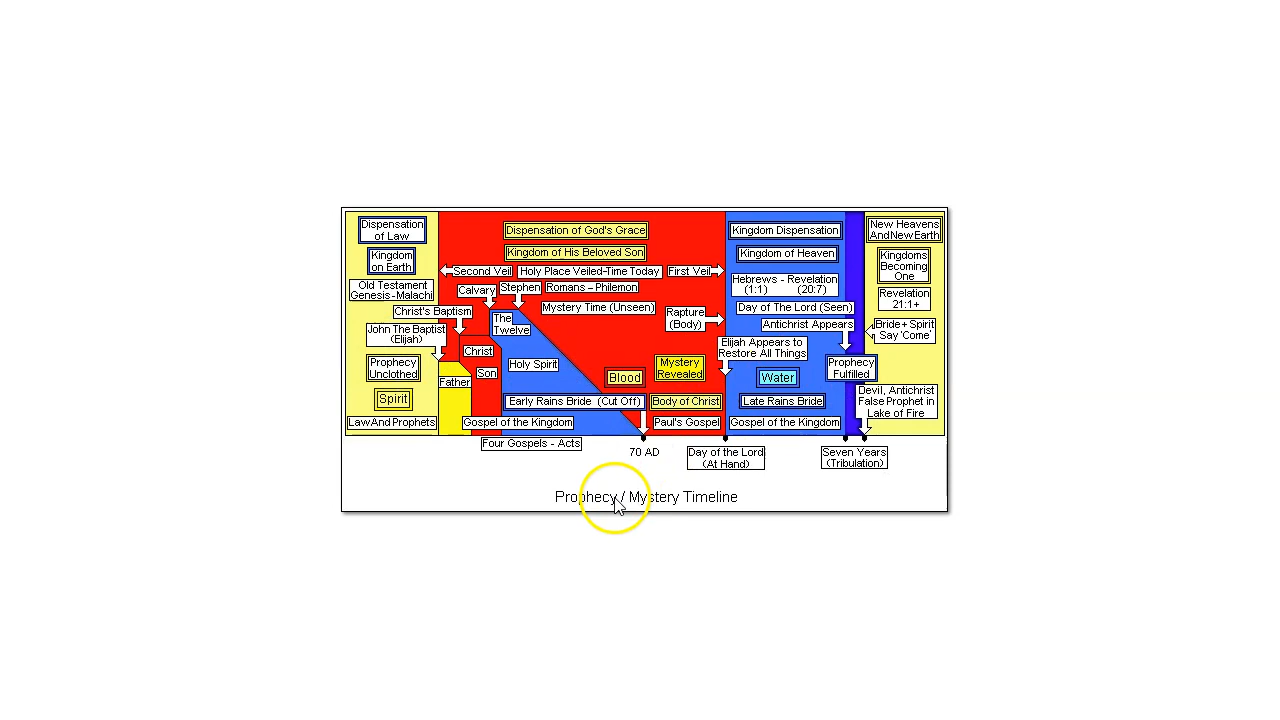 Dispensation
of Law
Kingdom
on Earth
Old Testament
Genesis-Malachi
Christ's Baptism
John The Baptist
(Elijah)
Prophecy
Unclothed
Spirit
Law And Prophets
Father
Dispensation of God's Grace
Kingdom of His Beloved Son
Second Veil
Holy Place Veiled-Time Today
First Veil
Calvary
Stephen
Romans – Philemon
Mystery Time (Unseen)
Rapture
(Body)
The
Twelve
Christ
Son
Holy Spirit
Blood
Mystery
Revealed
Early Rains Bride (Cut Off)
Body of Christ
Gospel of the Kingdom
Paul's Gospel
Four Gospels - Acts
70 AD
Kingdom Dispensation
Kingdom of Heaven
Hebrews - Revelation
(1:1) (20:7)
Day of The Lord (Seen)
Antichrist Appears
Elijah Appears to
Restore All Things
Water
Late Rains Bride
Gospel of the Kingdom
Day of the Lord
(At Hand)
Prophecy
Fulfilled
Seven Years
(Tribulation)
New Heavens
And New Earth
Kingdoms
Becoming
One
Revelation
21:1+
Bride + Spirit
Say 'Come'
Devil, Antichrist
False Prophet in
Lake of Fire
Prophecy / Mystery Timeline